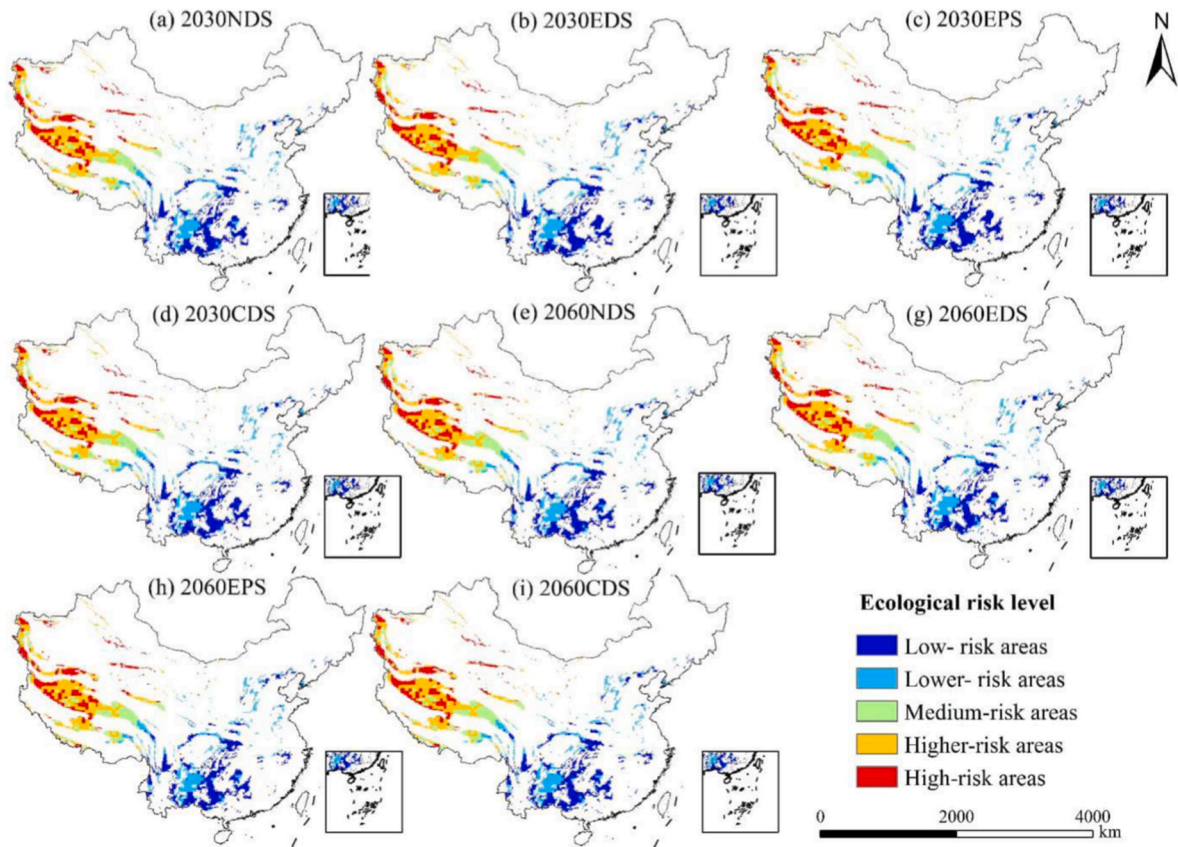 (a) 2030NDS
(b) 2030EDS
(c) 2030EPS
N
(d) 2030CDS
(e) 2060NDS
(g) 2060EDS
(h) 2060EPS
(i) 2060CDS
Ecological risk level
Low- risk areas
Lower- risk areas
Medium-risk areas
Higher-risk areas
High-risk areas
0 2000 4000
km